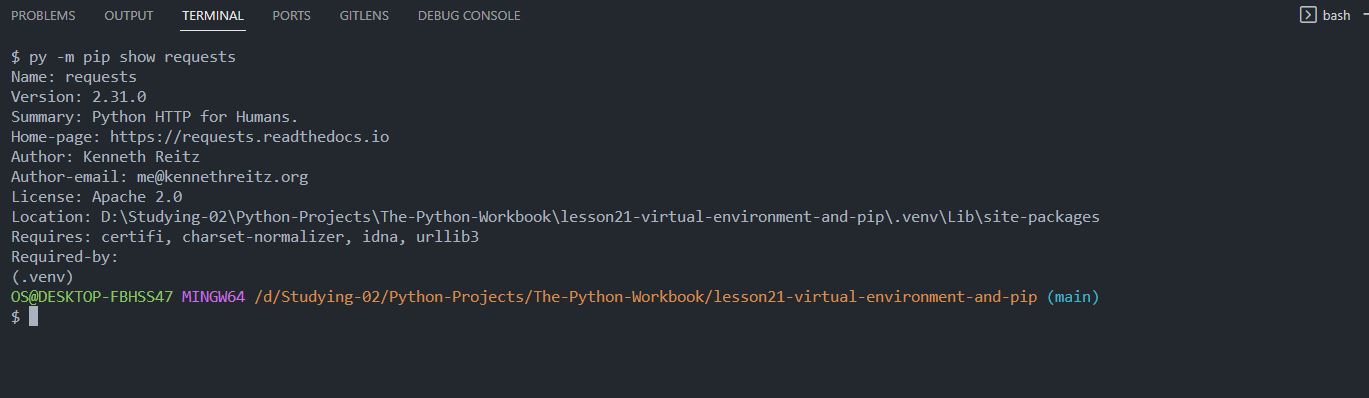 PROBLEMS OUTPUT TERMINAL PORTS GITLENS DEBUG CONSOLE bash
$ py -m pip show requests
Name: requests
Version: 2.31.0
Summary: Python HTTP for Humans.
Home-page: https://requests.readthedocs.io
Author: Kenneth Reitz
Author-email: me@kennethreitz.org
License: Apache 2.0
Location: D:\Studying-02\Python-Projects\The-Python-Workbook\lesson21-virtual-environment-and-pip\.venv\Lib\site-packages
Requires: certifi, charset-normalizer, idna, urllib3
Required-by:
(.venv)
OS@DESKTOP-FBHSS47 MINGW64 /d/Studying-02/Python-Projects/The-Python-Workbook/lesson21-virtual-environment-and-pip (main)
$